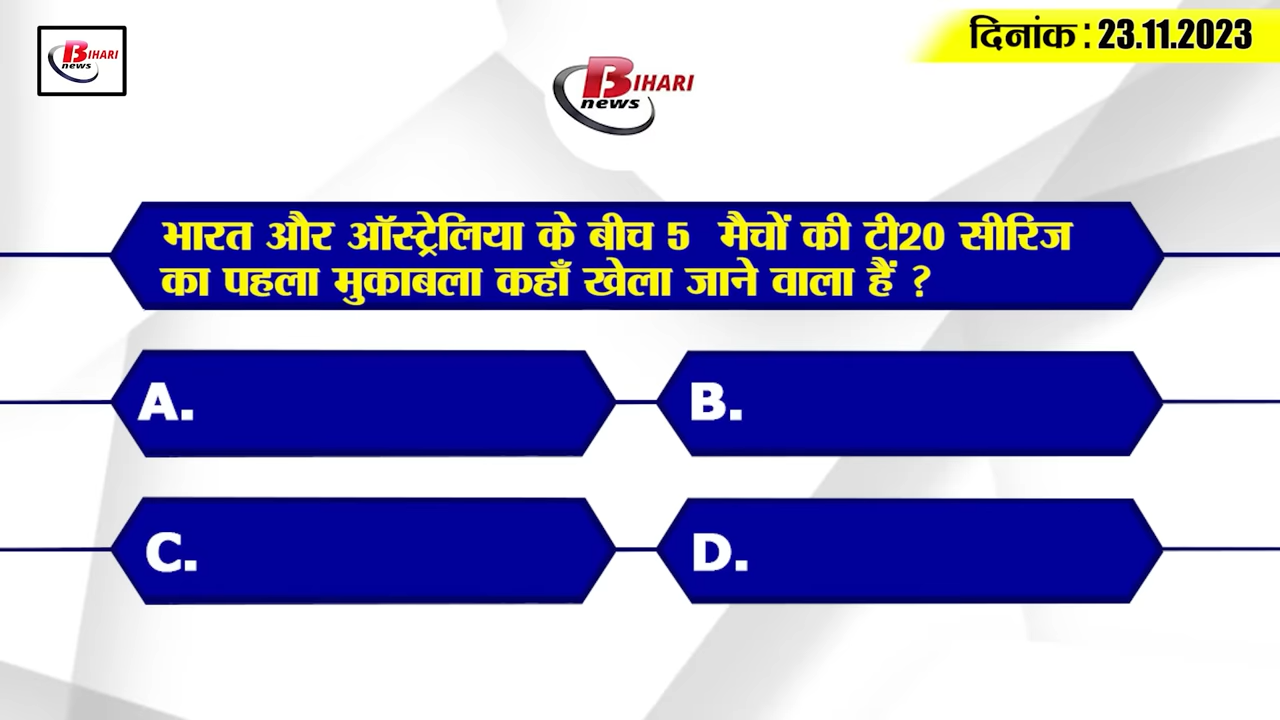 BIHARI
news
दिनांक : 23.11.2023
BIHARI
news
भारत और ऑस्ट्रेलिया के बीच 5 मैचों की टी20 सीरिज
का पहला मुकाबला कहाँ खेला जाने वाला हैं ?
A.
B.
C.
D.